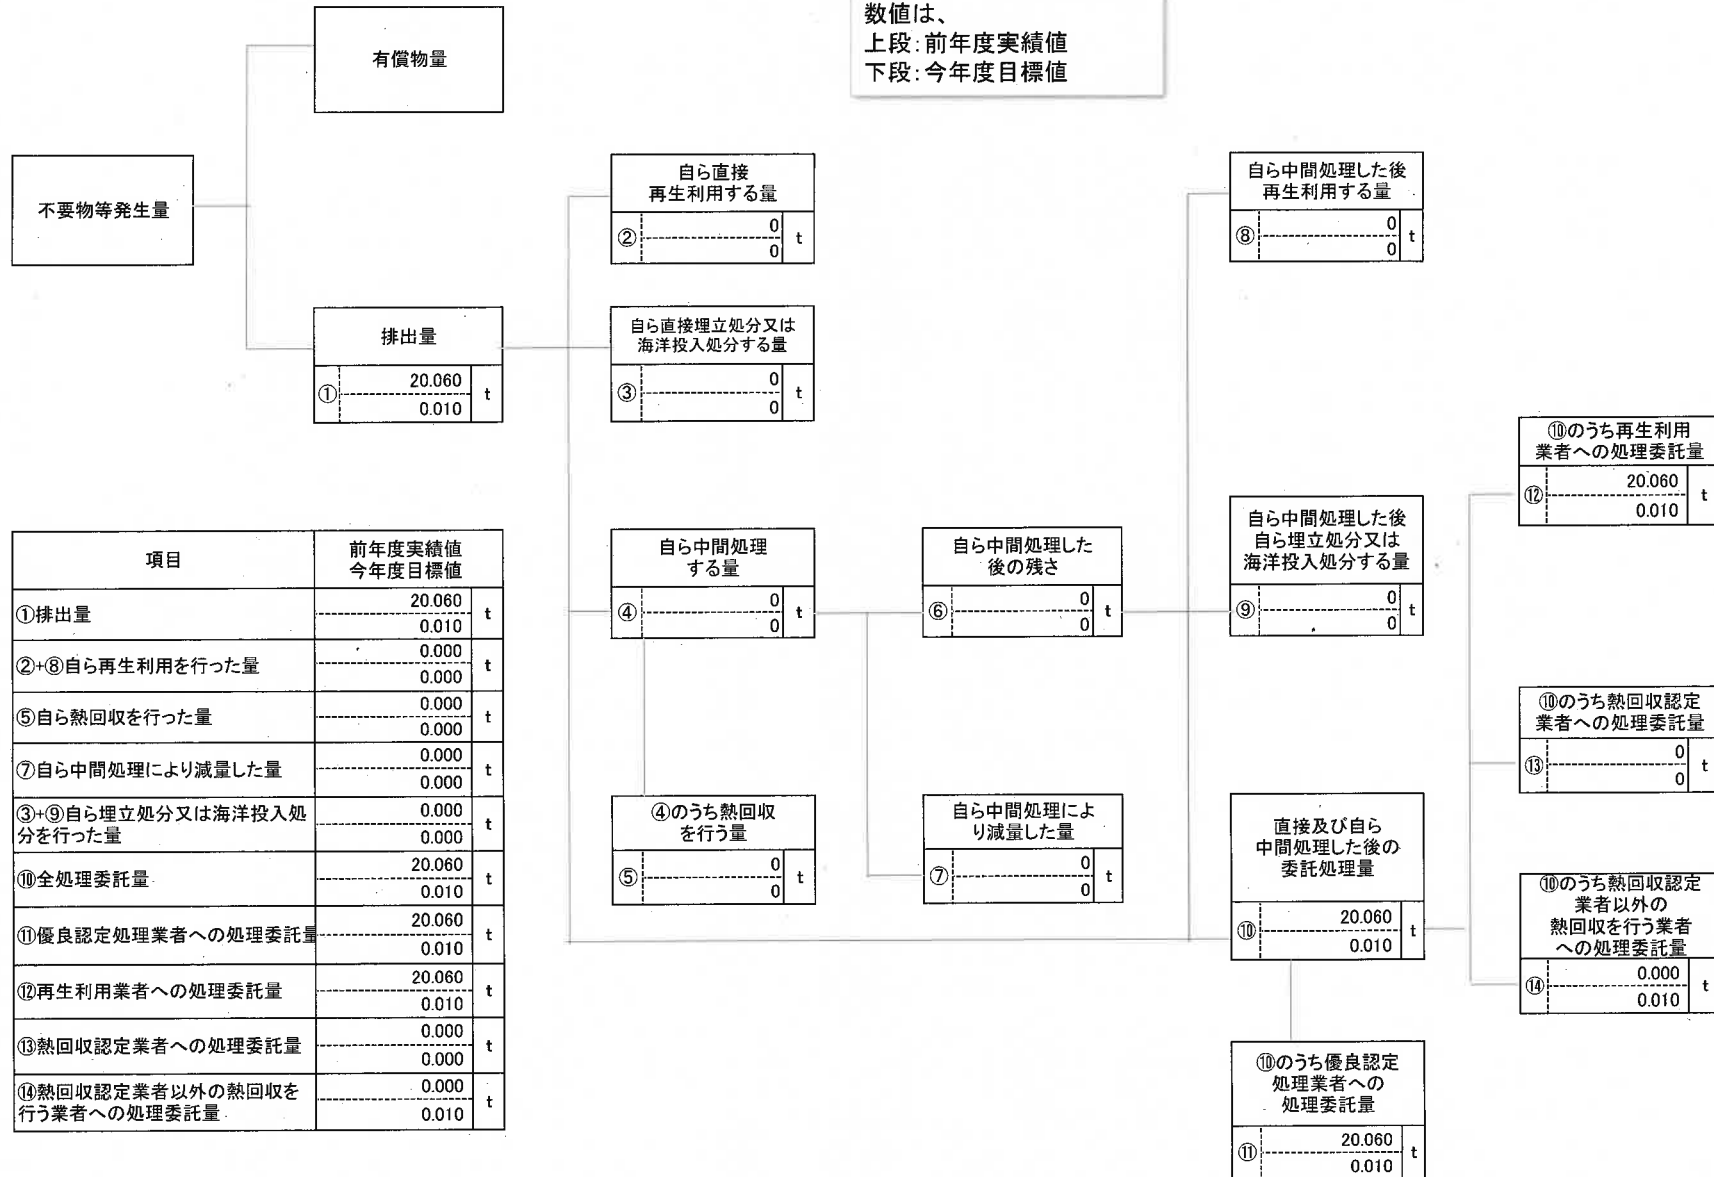 数値は、
上段:前年度実績値
下段:今年度目標値
有償物量
不要物等発生量
排出量
①
20.060
0.010
t
自ら直接
再生利用する量
②
0
0
t
自ら直接埋立処分又は
海洋投入処分する量
③
0
0
t
自ら中間処理
する量
④
0
0
t
④のうち熱回収
を行う量
⑤
0
0
t
自ら中間処理した
後の残さ
⑥
0
0
t
自ら中間処理によ
り減量した量
⑦
0
0
t
自ら中間処理した後
再生利用する量
⑧
0
0
t
自ら中間処理した後
自ら埋立処分又は
海洋投入処分する量
⑨
0
0
t
直接及び自ら
中間処理した後の
委託処理量
⑩
20.060
0.010
t
⑩のうち優良認定
処理業者への
処理委託量
⑪
20.060
0.010
t
⑩のうち再生利用
業者への処理委託量
⑫
20.060
0.010
t
⑩のうち熱回収認定
業者への処理委託量
⑬
0
0
t
⑩のうち熱回収認定
業者以外の
熱回収を行う業者
への処理委託量
⑭
0.000
0.010
t
項目
前年度実績値
今年度目標値
①排出量
20.060
0.010
t
②+⑧自ら再生利用を行った量
0.000
0.000
t
⑤自ら熱回収を行った量
0.000
0.000
t
⑦自ら中間処理により減量した量
0.000
0.000
t
③+⑨自ら埋立処分又は海洋投入処
分を行った量
0.000
0.000
t
⑩全処理委託量
20.060
0.010
t
⑪優良認定処理業者への処理委託量
20.060
0.010
t
⑫再生利用業者への処理委託量
20.060
0.010
t
⑬熱回収認定業者への処理委託量
0.000
0.000
t
⑭熱回収認定業者以外の熱回収を
行う業者への処理委託量
0.000
0.010
t